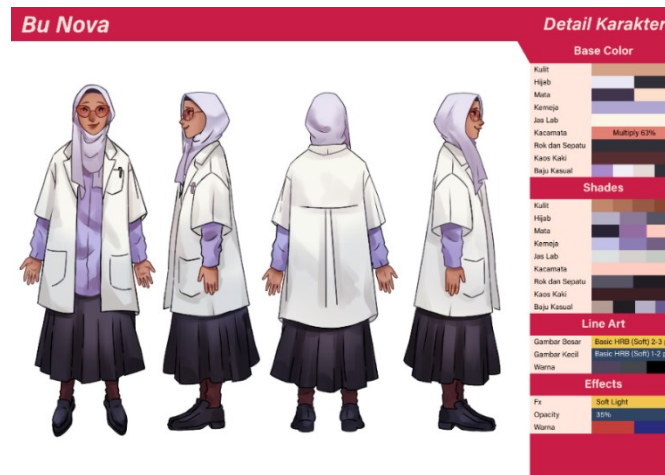 Bu Nova
Detail Karakter
Base Color
Kulit
Hijab
Mata
Kemeja
Jas Lab
Kacamata Multiply 63%
Rok dan Sepatu
Kaos Kaki
Baju Kasual
Shades
Kulit
Hijab
Mata
Kemeja
Jas Lab
Kacamata
Rok dan Sepatu
Kaos Kaki
Baju Kasual
Line Art
Gambar Besar Basic HRB (Soft) 2-3
Gambar Kecil Basic HRB (Soft) 1-2
Warna
Effects
Fx Soft Light
Opacity 35%
Warna